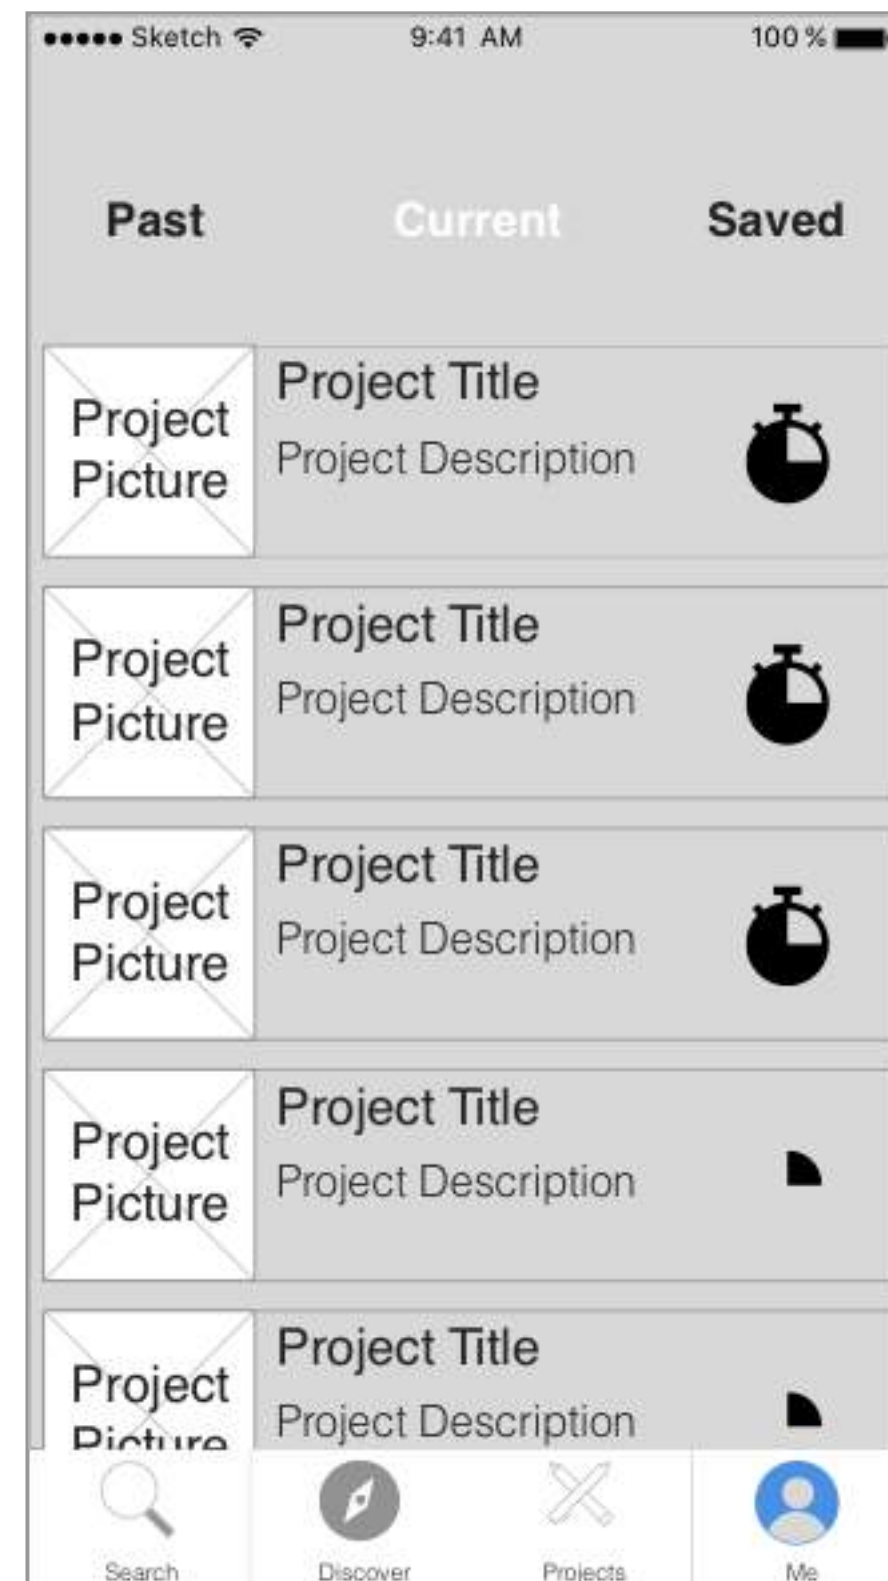 ●●●●● Sketch 9:41 AM 100 %
Past Current Saved
Project Picture
Project Title
Project Description
Project Picture
Project Title
Project Description
Project Picture
Project Title
Project Description
Project Picture
Project Title
Project Description
Project Picture
Project Title
Project Description
Search Discover Projects Me